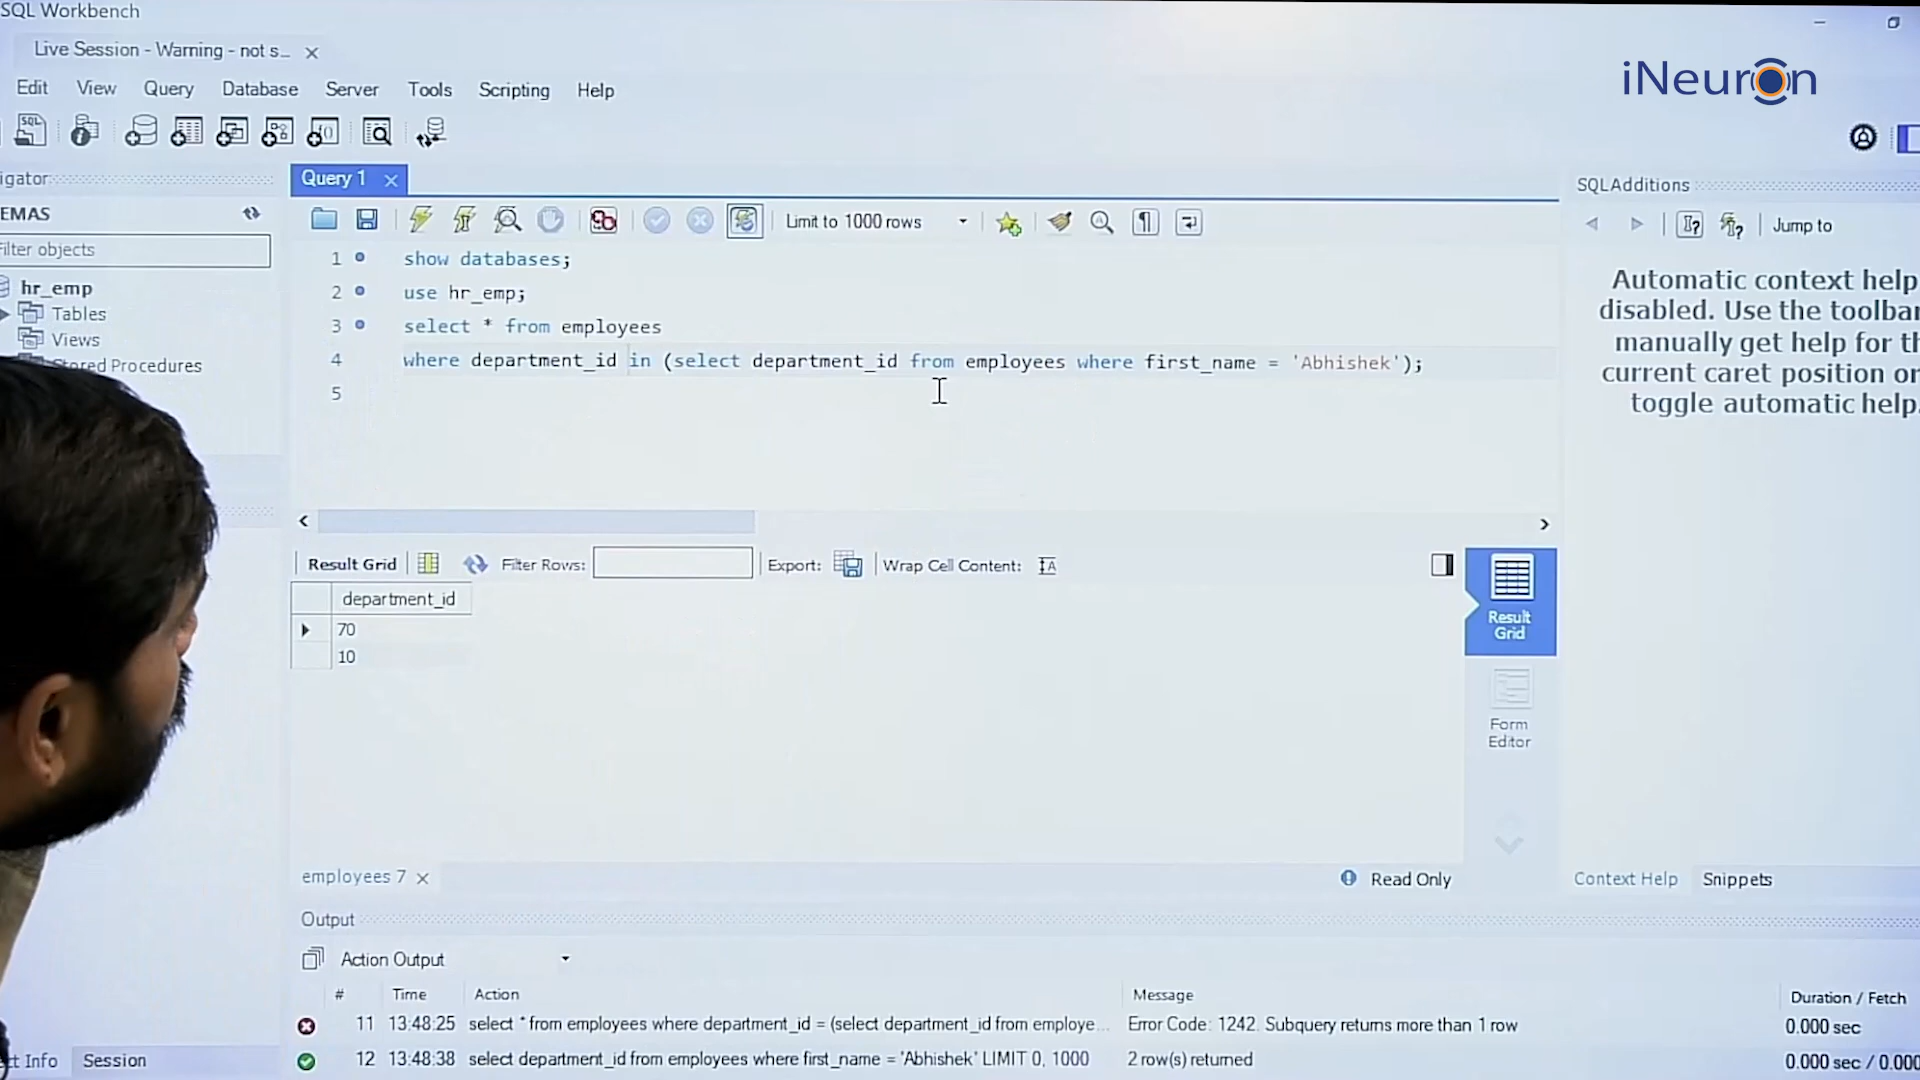 SQL Workbench
Live Session - Warning - not s...
iNeuron
Edit View Query Database Server Tools Scripting Help
SQL
igator
Query 1
SQLAdditions
EMAS
Limit to 1000 rows
Jump to
Filter objects
1 show databases;
Automatic context help
disabled. Use the toolbar
manually get help for th
current caret position or
toggle automatic help.
hr_emp
2 use hr_emp;
Tables
3 select * from employees
Views
4 where department_id in (select department_id from employees where first_name = 'Abhishek');
Stored Procedures
5
Result Grid Filter Rows: Export: Wrap Cell Content:
department_id
70
10
Result
Grid
Form
Editor
employees 7
Read Only
Context Help Snippets
Output
Action Output
# Time Action Message Duration / Fetch
11 13:48:25 select * from employees where department_id = (select department_id from employe... Error Code: 1242. Subquery returns more than 1 row 0.000 sec
12 13:48:38 select department_id from employees where first_name = 'Abhishek' LIMIT 0, 1000 2 row(s) returned 0.000 sec / 0.000
ct Info Session